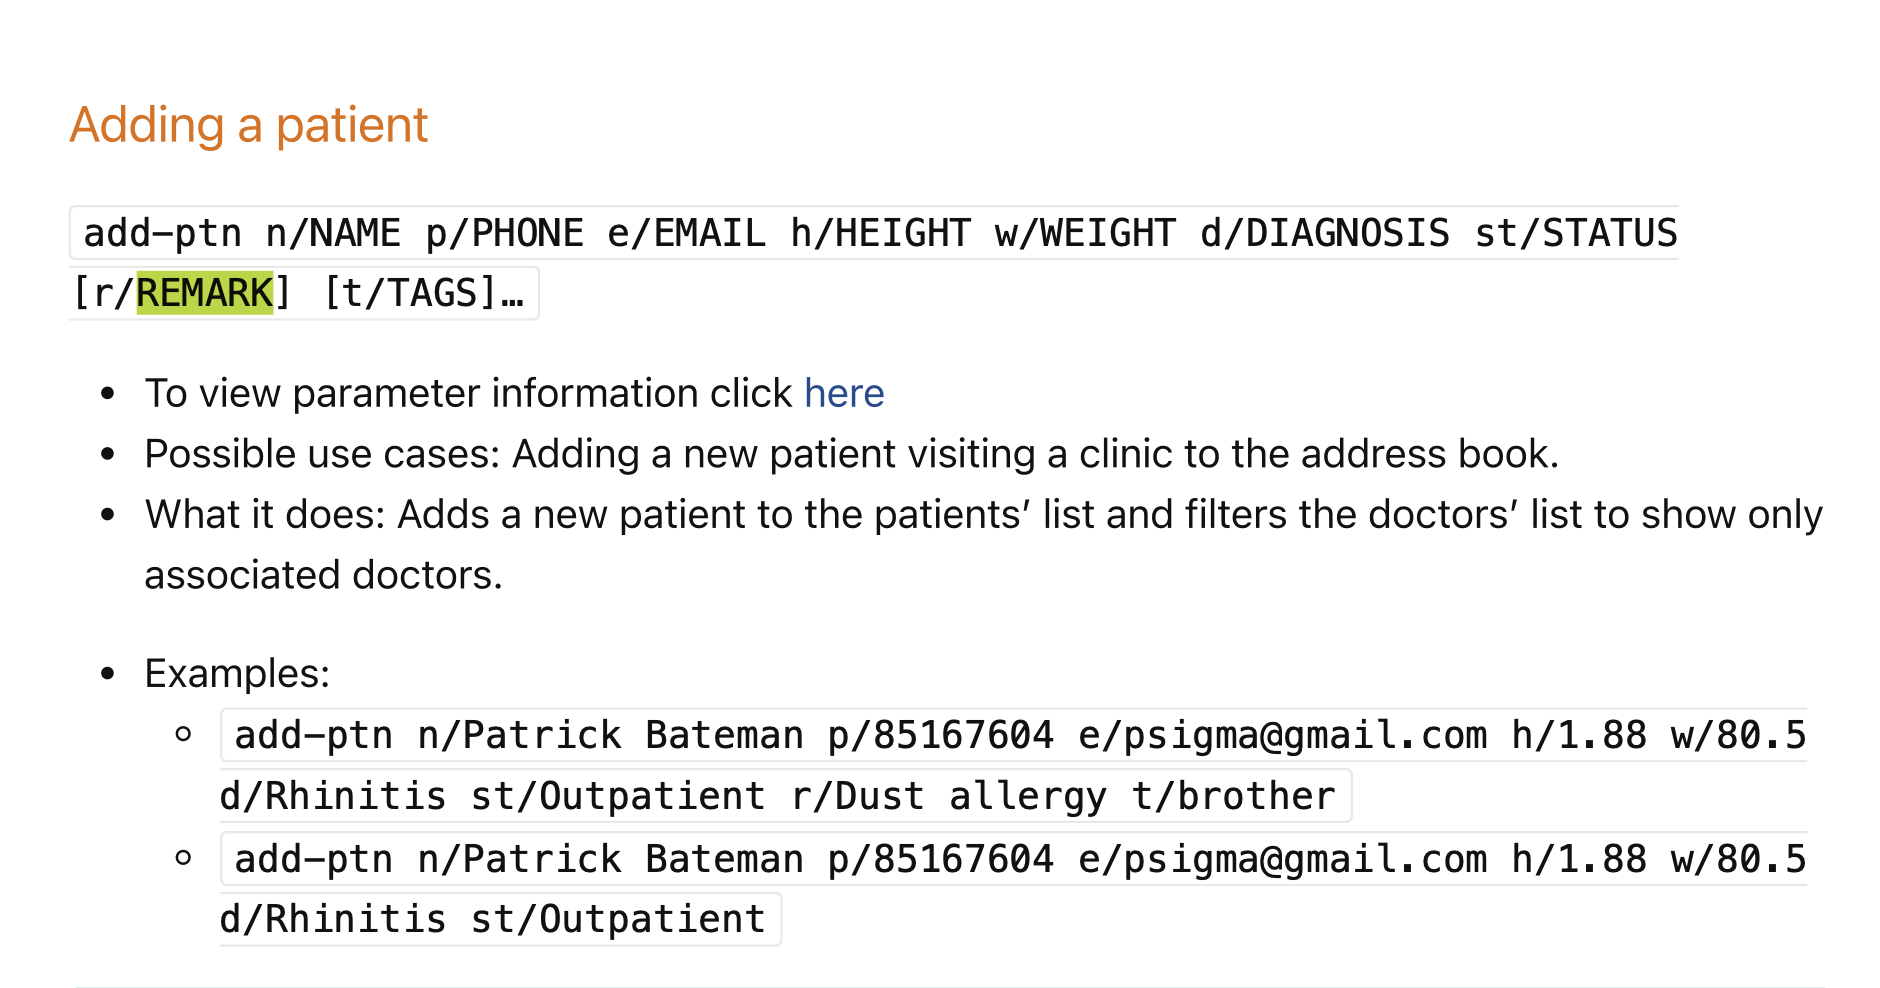 Adding a patient
add-ptn n/NAME p/PHONE e/EMAIL h/HEIGHT w/WEIGHT d/DIAGNOSIS st/STATUS
[r/REMARK] [t/TAGS]…
• To view parameter information click here
• Possible use cases: Adding a new patient visiting a clinic to the address book.
• What it does: Adds a new patient to the patients’ list and filters the doctors’ list to show only
associated doctors.
• Examples:
◦ add-ptn n/Patrick Bateman p/85167604 e/psigma@gmail.com h/1.88 w/80.5
d/Rhinitis st/Outpatient r/Dust allergy t/brother
◦ add-ptn n/Patrick Bateman p/85167604 e/psigma@gmail.com h/1.88 w/80.5
d/Rhinitis st/Outpatient